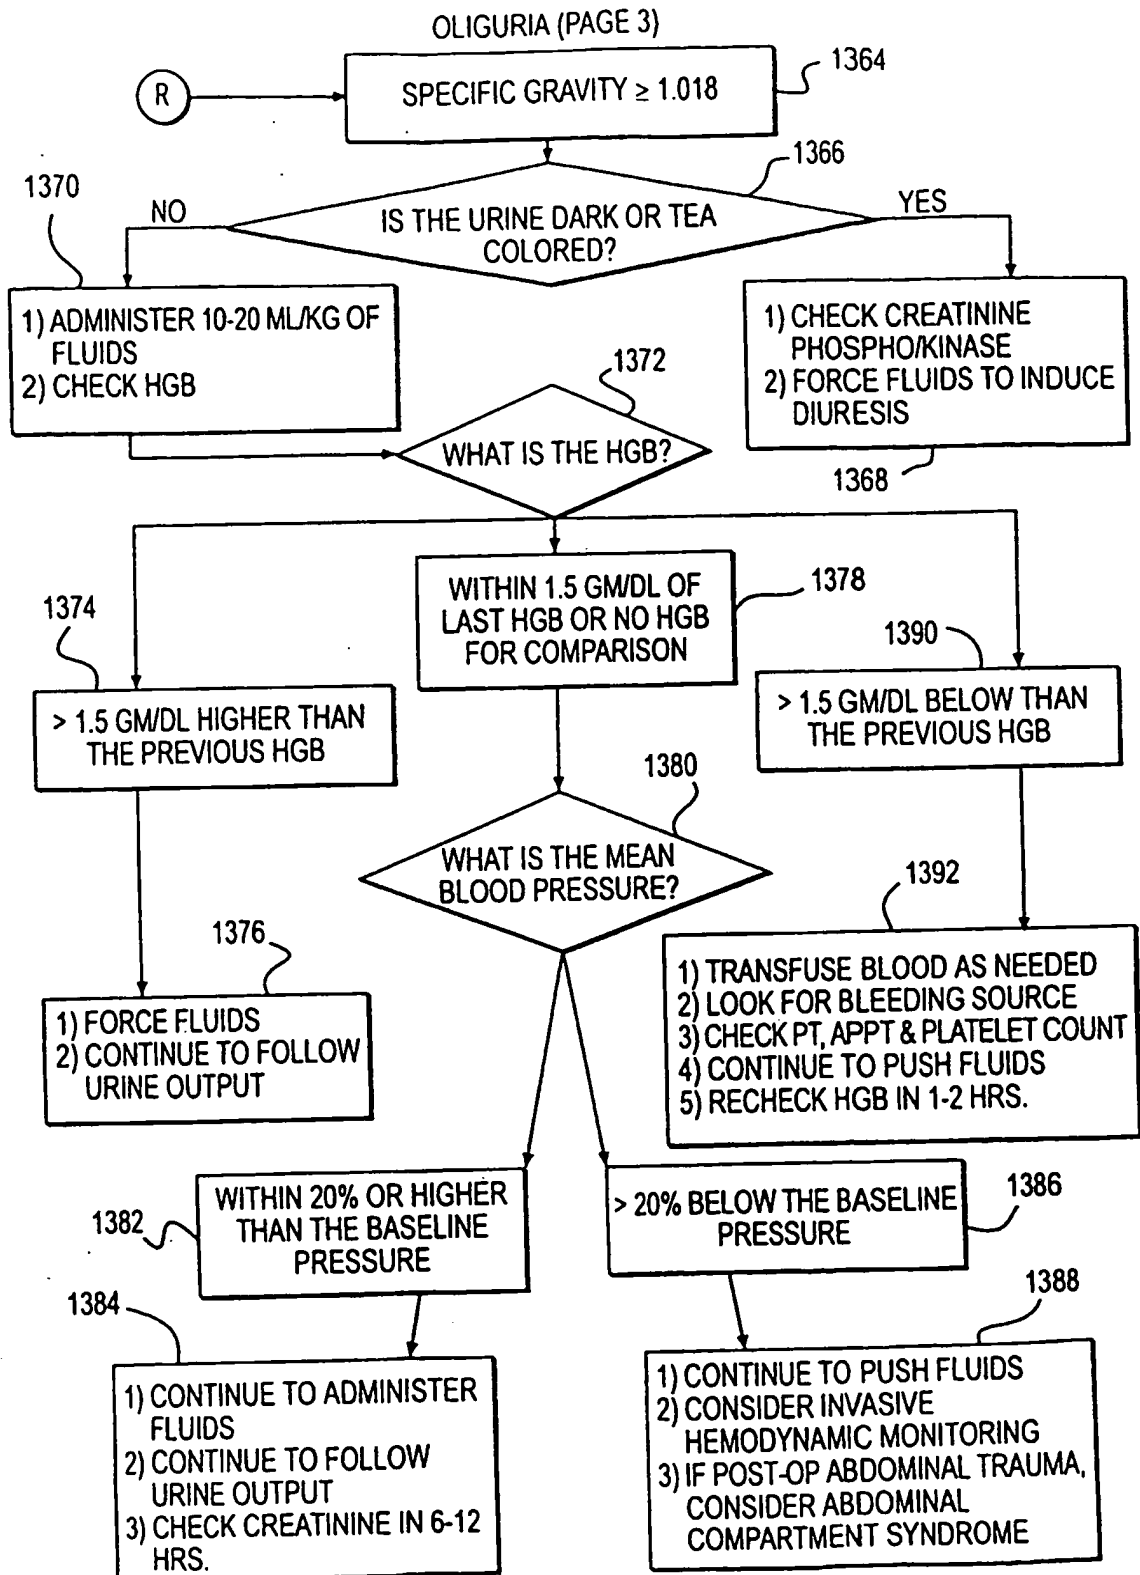 OLIGURIA (PAGE 3)
R
SPECIFIC GRAVITY ≥ 1.018
1364
1366
IS THE URINE DARK OR TEA
COLORED?
NO
YES
1370
1) ADMINISTER 10-20 ML/KG OF
FLUIDS
2) CHECK HGB
1) CHECK CREATININE
PHOSPHO/KINASE
2) FORCE FLUIDS TO INDUCE
DIURESIS
1368
1372
WHAT IS THE HGB?
1374
> 1.5 GM/DL HIGHER THAN
THE PREVIOUS HGB
WITHIN 1.5 GM/DL OF
LAST HGB OR NO HGB
FOR COMPARISON
1378
1390
> 1.5 GM/DL BELOW THAN
THE PREVIOUS HGB
1380
WHAT IS THE MEAN
BLOOD PRESSURE?
1376
1) FORCE FLUIDS
2) CONTINUE TO FOLLOW
URINE OUTPUT
1392
1) TRANSFUSE BLOOD AS NEEDED
2) LOOK FOR BLEEDING SOURCE
3) CHECK PT, APPT & PLATELET COUNT
4) CONTINUE TO PUSH FLUIDS
5) RECHECK HGB IN 1-2 HRS.
1382
WITHIN 20% OR HIGHER
THAN THE BASELINE
PRESSURE
> 20% BELOW THE BASELINE
PRESSURE
1386
1384
1) CONTINUE TO ADMINISTER
FLUIDS
2) CONTINUE TO FOLLOW
URINE OUTPUT
3) CHECK CREATININE IN 6-12
HRS.
1388
1) CONTINUE TO PUSH FLUIDS
2) CONSIDER INVASIVE
HEMODYNAMIC MONITORING
3) IF POST-OP ABDOMINAL TRAUMA,
CONSIDER ABDOMINAL
COMPARTMENT SYNDROME